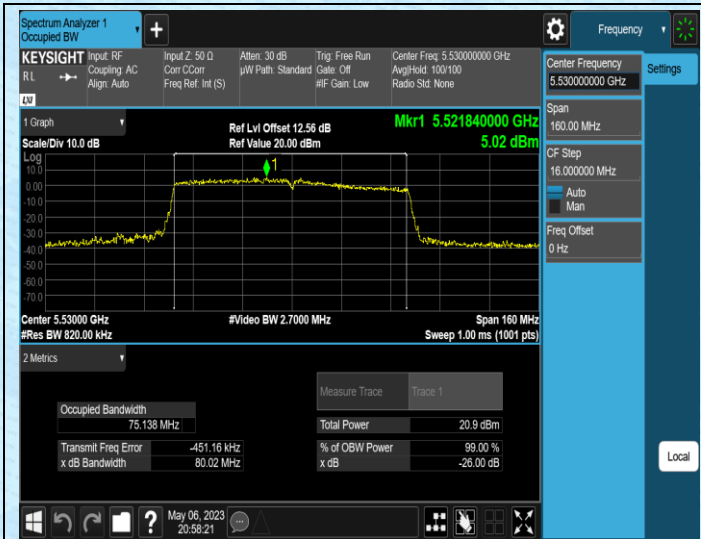 Spectrum Analyzer 1
Occupied BW
Frequency
KEYSIGHT Input: RF
R L
Coupling: AC
Align: Auto
LXI
Input Z: 50 Ω
Corr CCorr
Freq Ref: Int (S)
Atten: 30 dB
µW Path: Standard
Trig: Free Run
Gate: Off
#IF Gain: Low
Center Freq: 5.530000000 GHz
Avg|Hold: 100/100
Radio Std: None
Center Frequency
5.530000000 GHz
Settings
Span
160.00 MHz
CF Step
16.000000 MHz
Auto
Man
Freq Offset
0 Hz
Local
1 Graph
Scale/Div 10.0 dB
Ref Lvl Offset 12.56 dB
Ref Value 20.00 dBm
Mkr1 5.521840000 GHz
5.02 dBm
Log
10.0
0.00
-10.0
-20.0
-30.0
-40.0
-50.0
-60.0
-70.0
1
Center 5.53000 GHz
#Res BW 820.00 kHz
#Video BW 2.7000 MHz
Span 160 MHz
Sweep 1.00 ms (1001 pts)
2 Metrics
Measure Trace Trace 1
Occupied Bandwidth
75.138 MHz
Total Power 20.9 dBm
Transmit Freq Error -451.16 kHz
% of OBW Power 99.00 %
x dB Bandwidth 80.02 MHz
x dB -26.00 dB
?
May 06, 2023
20:58:21